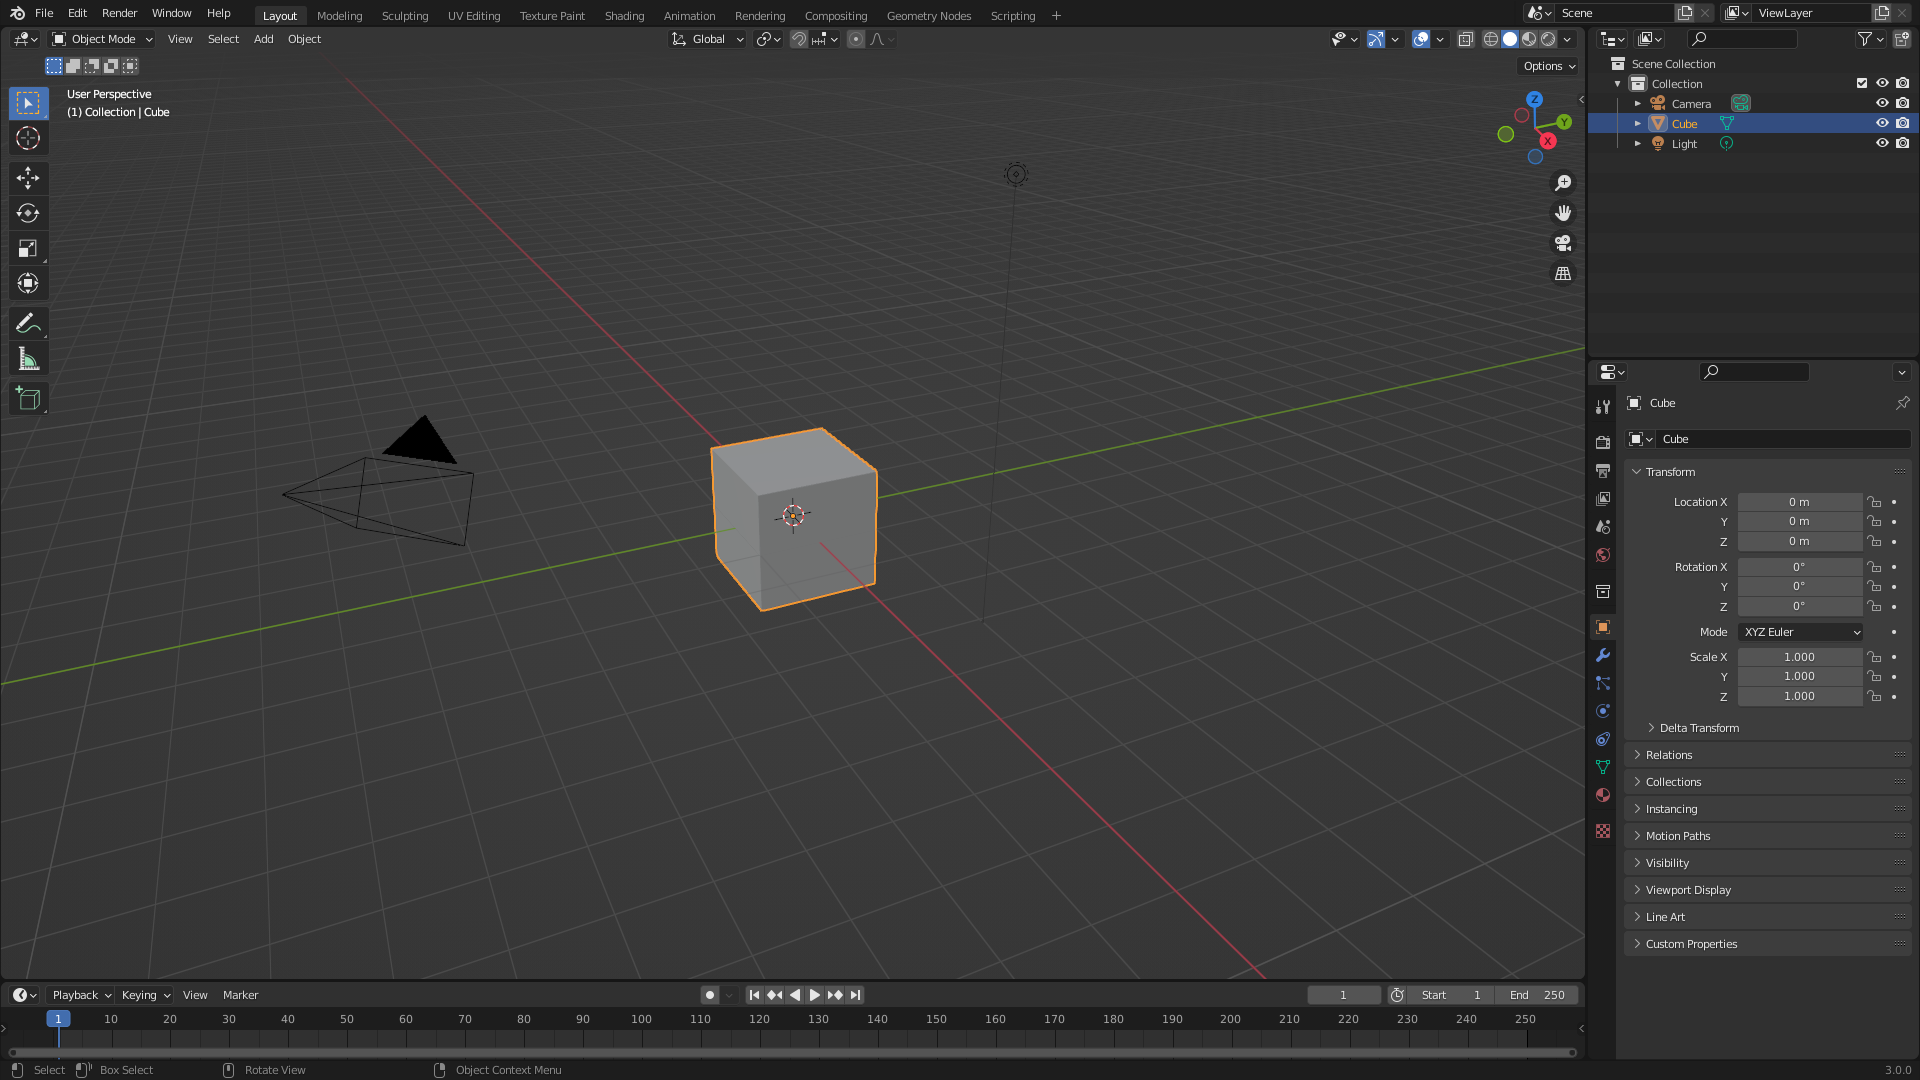 File Edit Render Window Help
Layout Modeling Sculpting UV Editing Texture Paint Shading Animation Rendering Compositing Geometry Nodes Scripting +
Scene
ViewLayer
Object Mode View Select Add Object
Global
Options
User Perspective
(1) Collection | Cube
Z
Y
X
Scene Collection
Collection
Camera
Cube
Light
Cube
Cube
Transform
Location X 0 m
Y 0 m
Z 0 m
Rotation X 0°
Y 0°
Z 0°
Mode XYZ Euler
Scale X 1.000
Y 1.000
Z 1.000
Delta Transform
Relations
Collections
Instancing
Motion Paths
Visibility
Viewport Display
Line Art
Custom Properties
Playback Keying View Marker
1 Start 1 End 250
1 10 20 30 40 50 60 70 80 90 100 110 120 130 140 150 160 170 180 190 200 210 220 230 240 250
Select Box Select Rotate View Object Context Menu 3.0.0